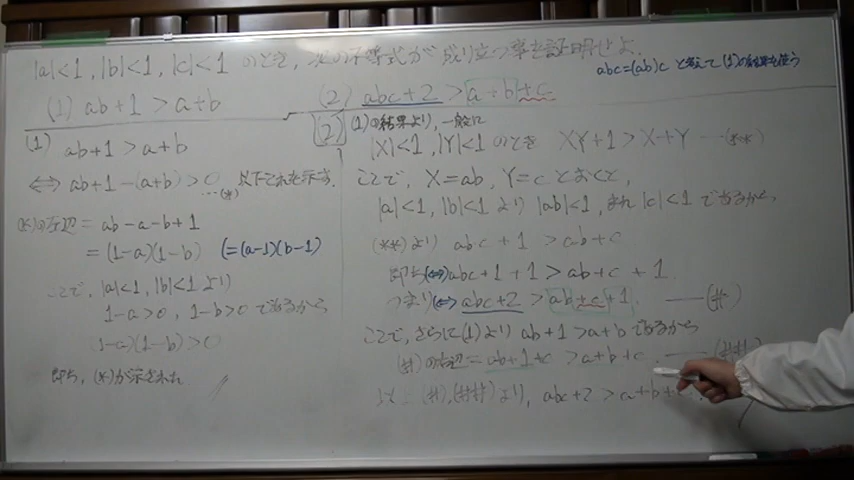 |a|<1, |b|<1, |c|<1 のとき, 次の不等式が成り立つ事を証明せよ.
(1) ab+1>a+b
(2) abc+2>a+b+c
abc=(ab)c と考えて(1)の結果を使う
(1) ab+1>a+b
⇔ ab+1-(a+b)>0 …(*) 以下これを示す.
(*)の左辺= ab-a-b+1
=(1-a)(1-b) (=(a-1)(b-1))
ここで, |a|<1, |b|<1より
1-a>0, 1-b>0 であるから
(1-a)(1-b)>0
即ち, (*)が示された
(2) (1)の結果より, 一般に
|X|<1, |Y|<1のとき XY+1>X+Y …(**)
ここで, X=ab, Y=c とおくと,
|a|<1, |b|<1 より |ab|<1, また |c|<1 であるから
(**)より abc+1>ab+c
即ち(⇔)abc+1+1>ab+c+1
つまり(⇔) abc+2>ab+c+1 ——(#)
ここで, さらに(1)より ab+1>a+b であるから
(#)の右辺=ab+1+c>a+b+c. ——(##)
以上 (#),(##)より, abc+2>a+b+c